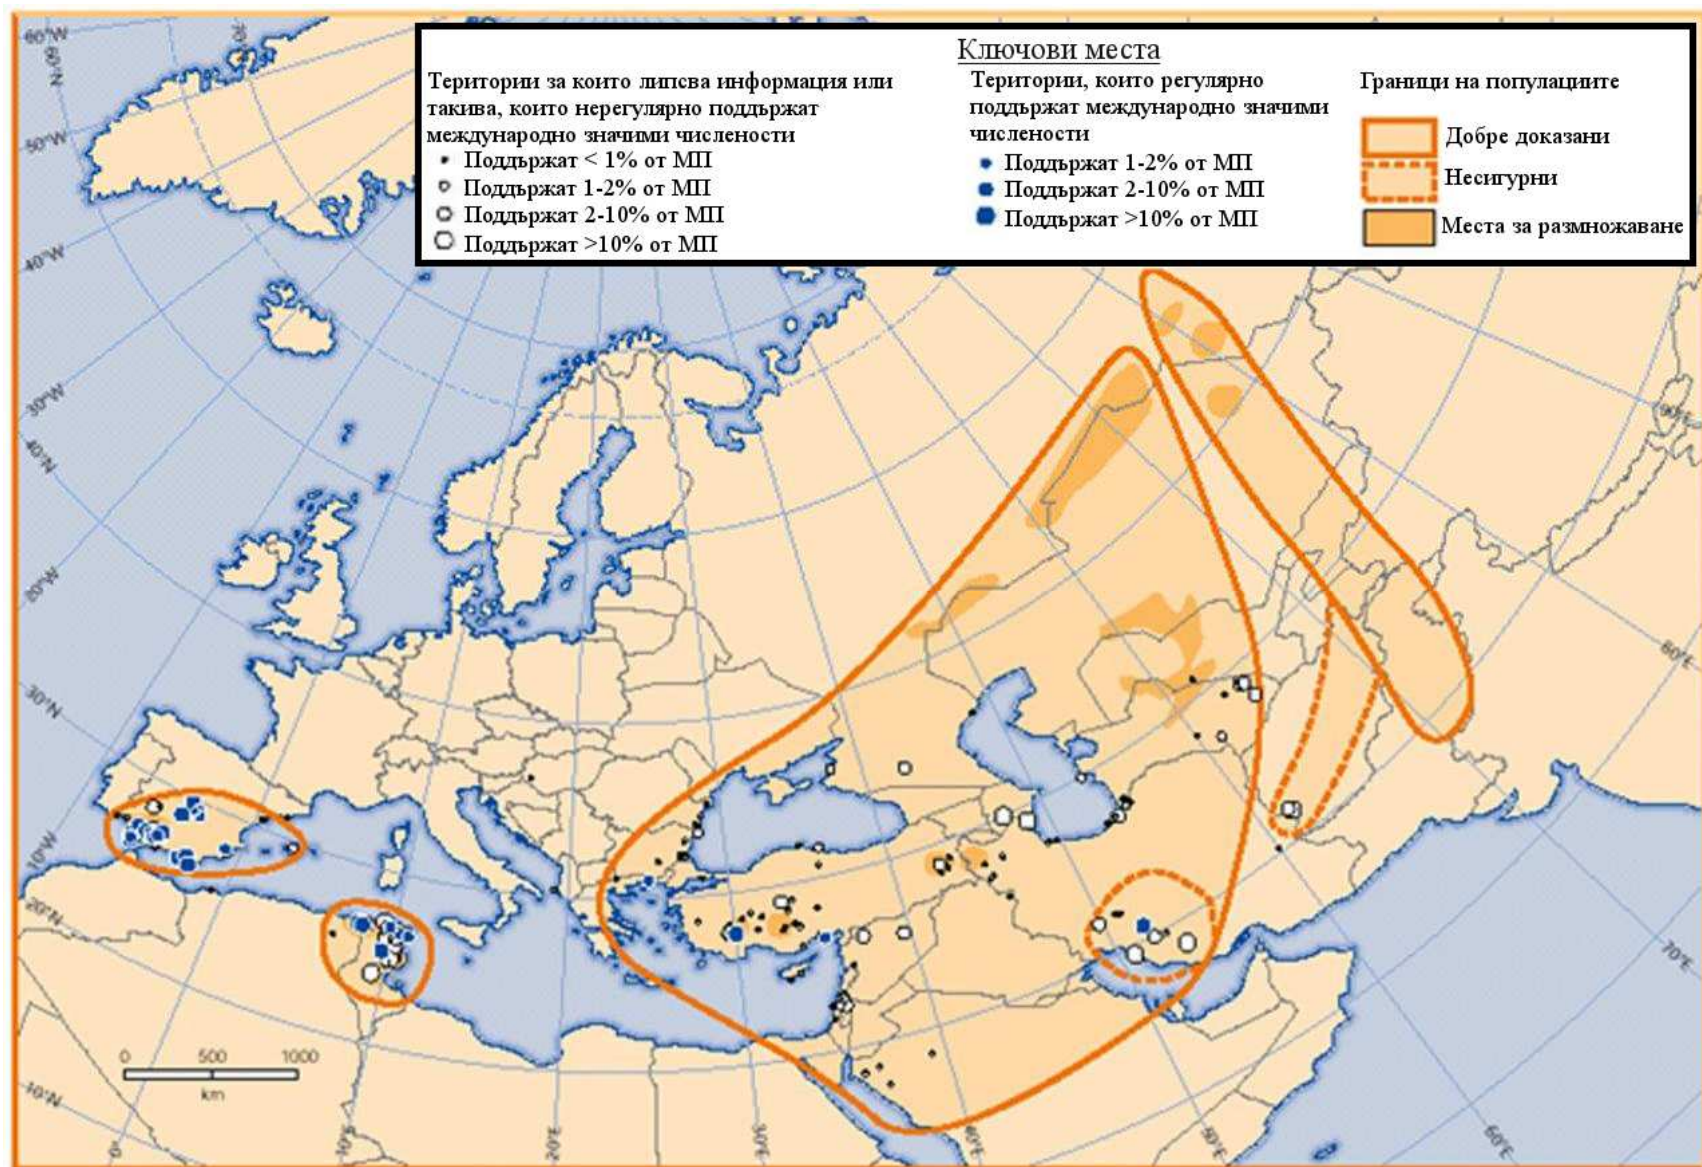 Ключови места
Територии за които липсва информация или
такива, които нерегулярно поддържат
международно значими числености
Поддържат < 1% от МП
Поддържат 1-2% от МП
Поддържат 2-10% от МП
Поддържат >10% от МП
Територии, които регулярно
поддържат международно значими
числености
Поддържат 1-2% от МП
Поддържат 2-10% от МП
Поддържат >10% от МП
Граници на популациите
Добре доказани
Несигурни
Места за размножаване
60°W
50°W
40°W
30°W
40°N
20°W
30°N
10°W
20°N
10°N
0°
10°E
20°E
30°E
40°E
50°E
60°E
70°E
80°E
90°E
0 500 1000
km